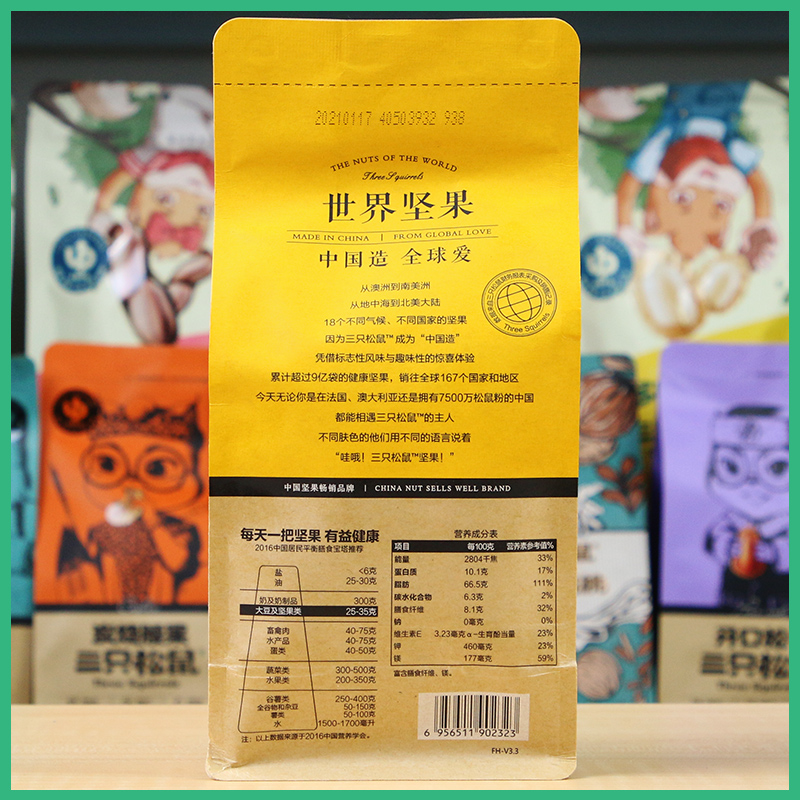 20210117 40503932 938
THE NUTS OF THE WORLD
Three Squirrels
世界坚果
MADE IN CHINA | FROM GLOBAL LOVE
中国造 全球爱
从澳洲到南美洲
从地中海到北美大陆
18个不同气候、不同国家的坚果
因为三只松鼠™成为“中国造”
凭借标志性风味与趣味性的惊喜体验
累计超过9亿袋的健康坚果，销往全球167个国家和地区
今天无论你是在法国、澳大利亚还是拥有7500万松鼠粉的中国
都能相遇三只松鼠™的主人
不同肤色的他们用不同的语言说着
“哇哦！三只松鼠™坚果！”
Three Squirrels
中国坚果畅销品牌 | CHINA NUT SELLS WELL BRAND
每天一把坚果 有益健康
2016中国居民平衡膳食宝塔推荐
盐 <6克
油 25-30克
奶及奶制品 300克
大豆及坚果类 25-35克
畜禽肉 40-75克
水产品 40-75克
蛋类 40-50克
蔬菜类 300-500克
水果类 200-350克
谷薯类 250-400克
全谷物和杂豆 50-150克
薯类 50-100克
水 1500-1700毫升
注：以上数据来源于2016中国营养学会。
营养成分表
项目 每100克 营养素参考值%
能量 2804千焦 33%
蛋白质 10.1克 17%
脂肪 66.5克 111%
碳水化合物 6.3克 2%
膳食纤维 8.1克 32%
钠 0毫克 0%
维生素E 3.23毫克α-生育酚当量 23%
钾 460毫克 23%
镁 177毫克 59%
富含膳食纤维、镁。
6 956511 902323
FH-V3.3
三只松鼠
Three Squirrels
三只松鼠